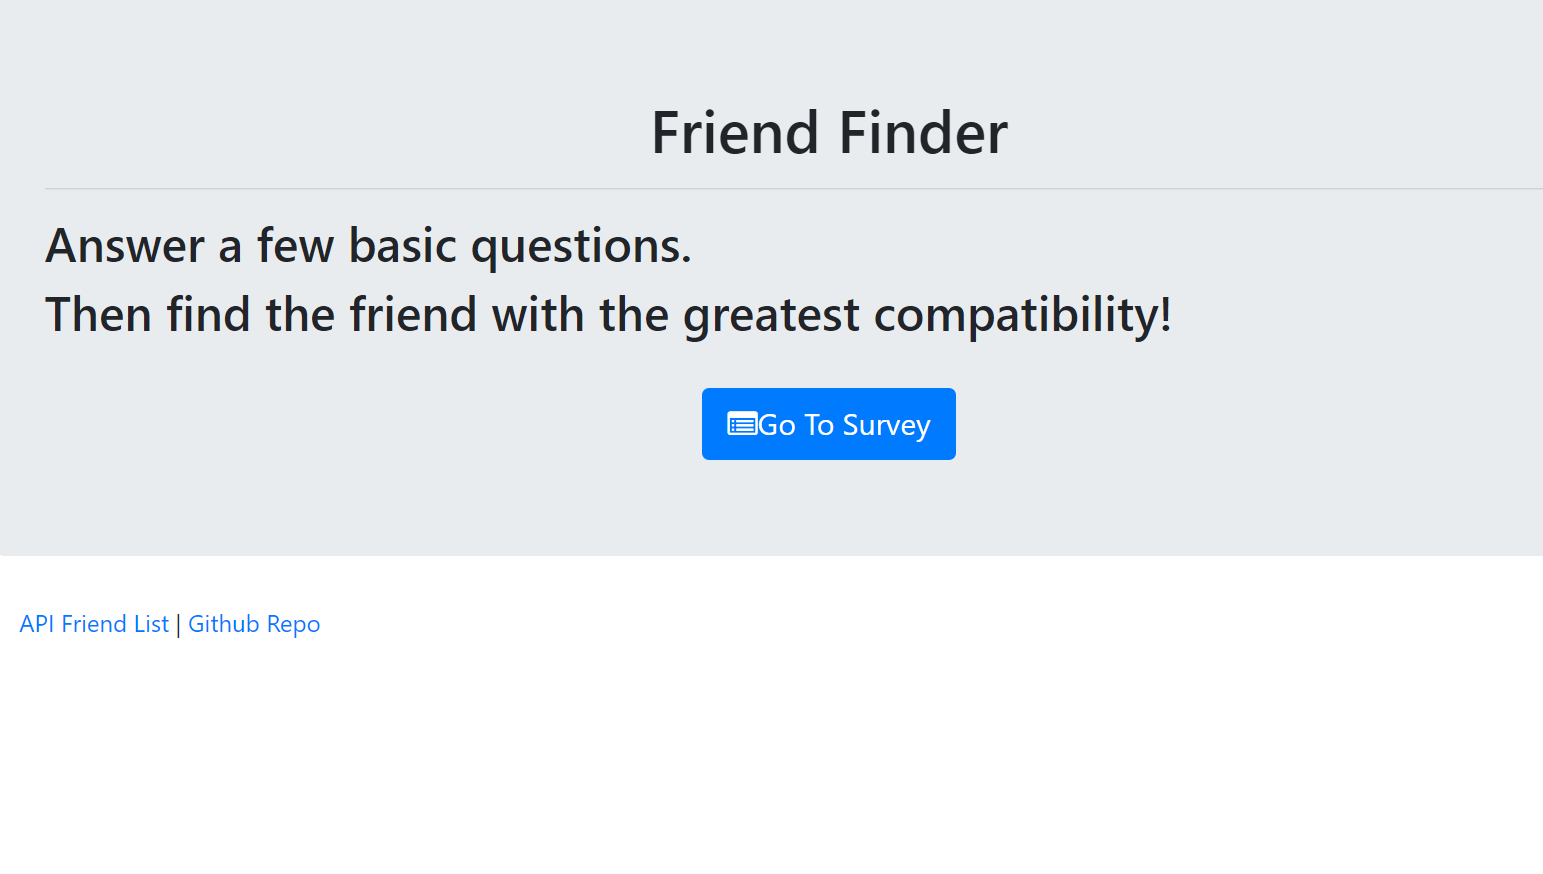 Friend Finder
Answer a few basic questions.
Then find the friend with the greatest compatibility!
Go To Survey
API Friend List | Github Repo